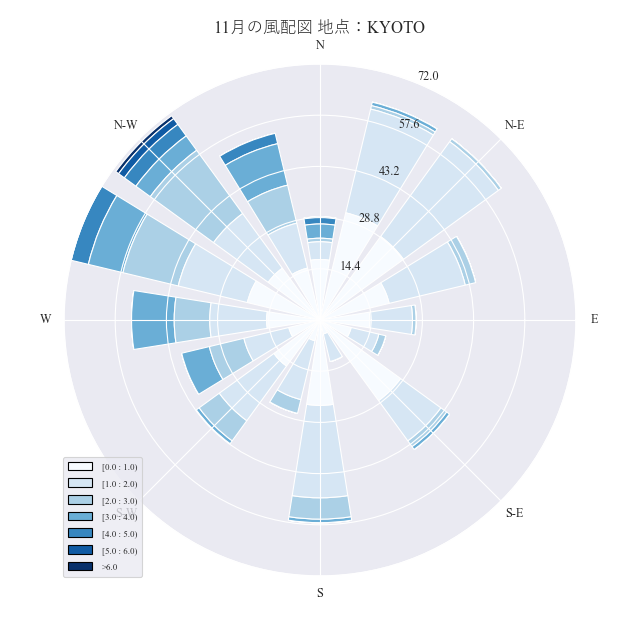 11月の風配図 地点：KYOTO
N
72.0
N-W
57.6
N-E
43.2
28.8
14.4
W
E
[0.0 : 1.0)
[1.0 : 2.0)
[2.0 : 3.0)
S-W
[3.0 : 4.0)
S-E
[4.0 : 5.0)
[5.0 : 6.0)
>6.0
S